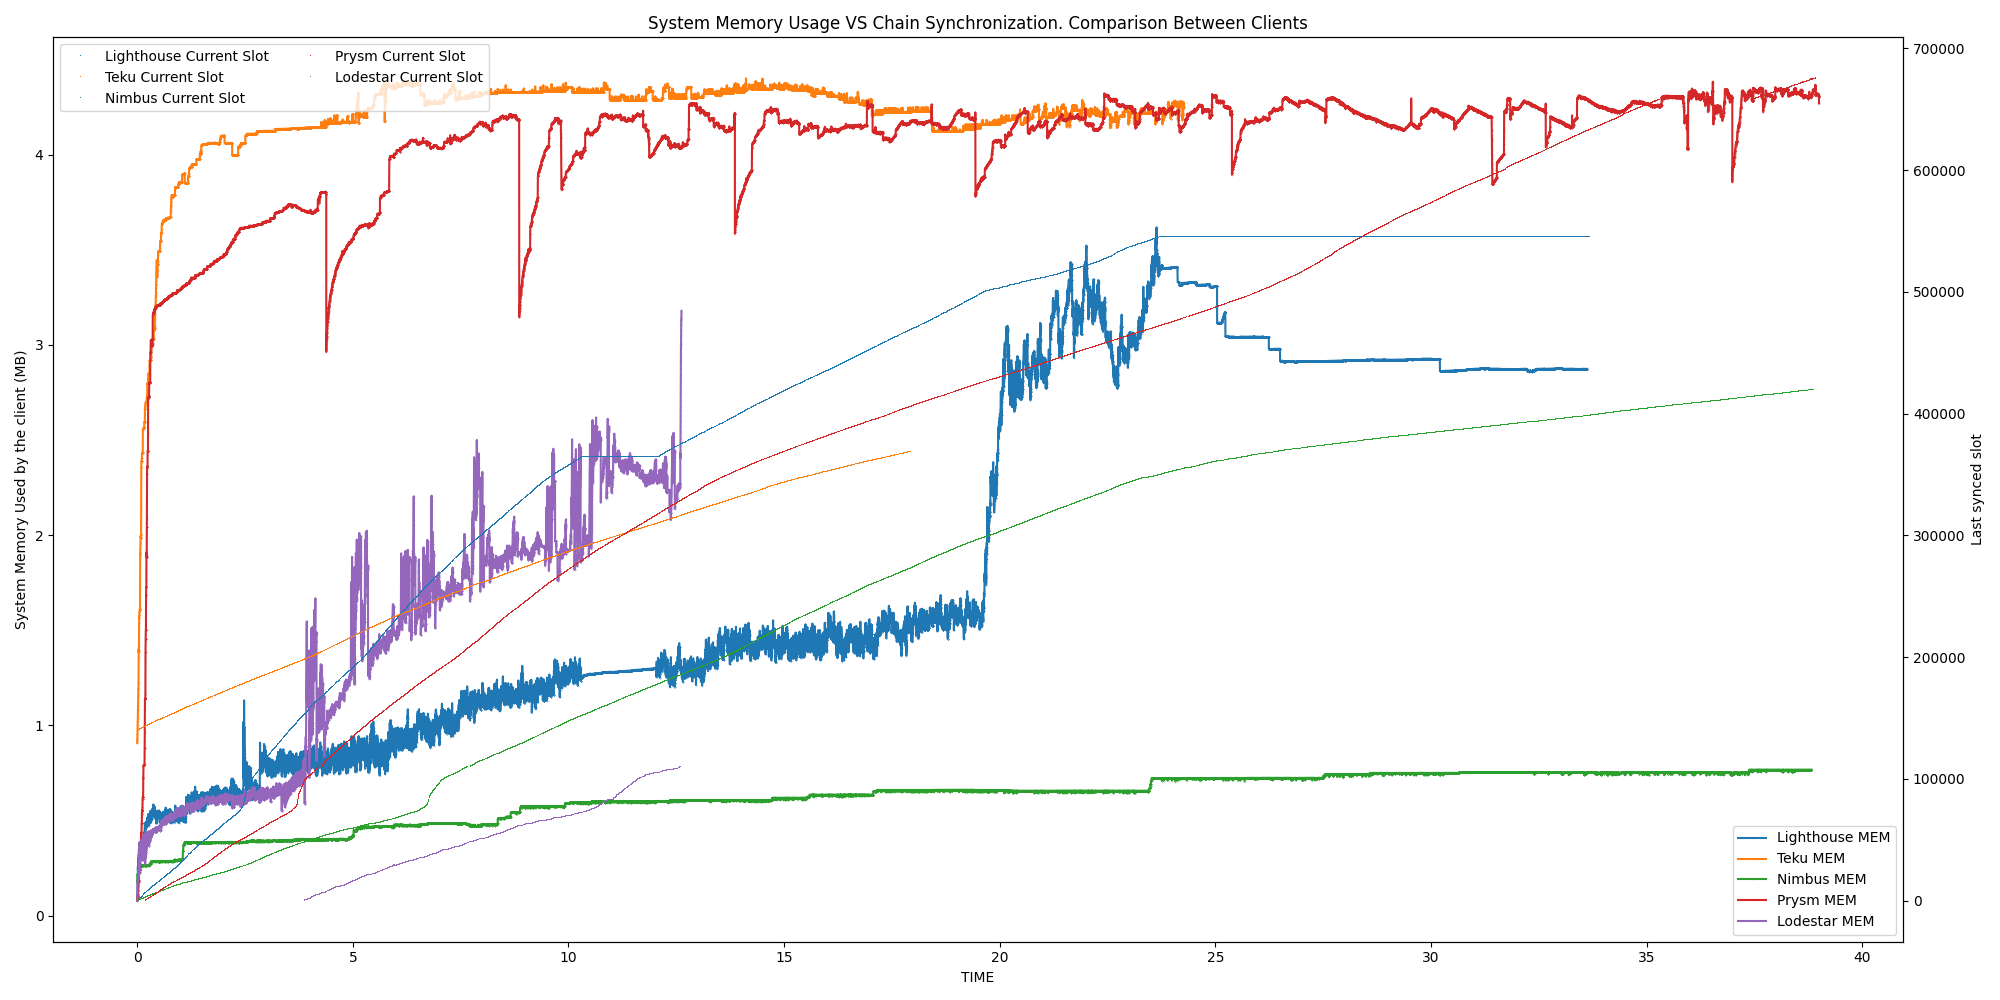 System Memory Usage VS Chain Synchronization. Comparison Between Clients
Lighthouse Current Slot
Teku Current Slot
Nimbus Current Slot
Prysm Current Slot
Lodestar Current Slot
System Memory Used by the client (MB)
4
3
2
1
0
700000
600000
500000
400000
300000
200000
100000
0
Last synced slot
Lighthouse MEM
Teku MEM
Nimbus MEM
Prysm MEM
Lodestar MEM
0 5 10 15 20 25 30 35 40
TIME